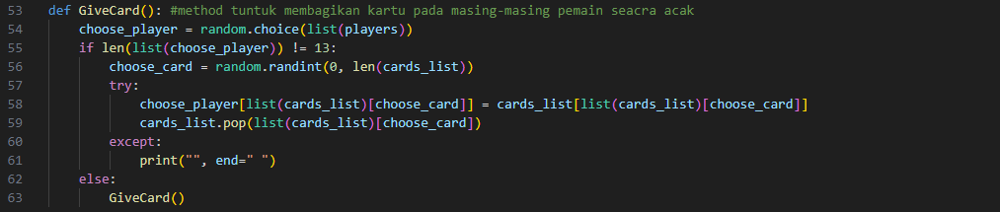 53 def GiveCard(): #method tuntuk membagikan kartu pada masing-masing pemain seacra acak
54 choose_player = random.choice(list(players))
55 if len(list(choose_player)) != 13:
56 choose_card = random.randint(0, len(cards_list))
57 try:
58 choose_player[list(cards_list)[choose_card]] = cards_list[list(cards_list)[choose_card]]
59 cards_list.pop(list(cards_list)[choose_card])
60 except:
61 print("", end=" ")
62 else:
63 GiveCard()